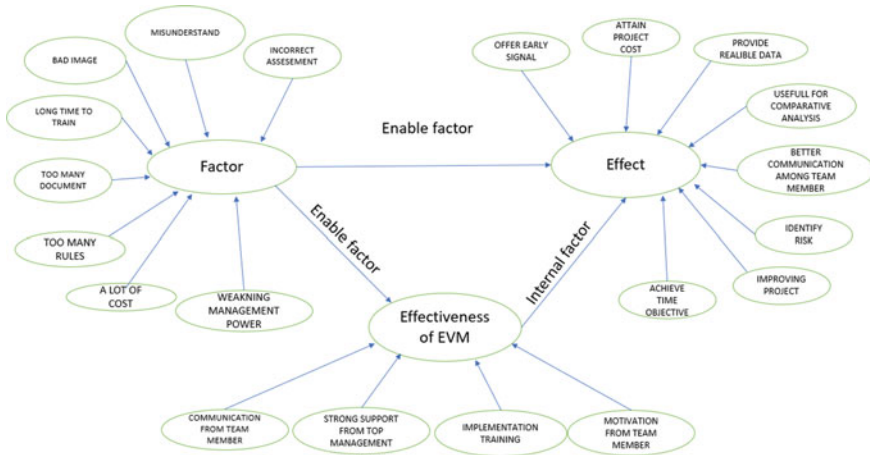 MISUNDERSTAND
BAD IMAGE
INCORRECT
ASSESEMENT
LONG TIME TO
TRAIN
TOO MANY
DOCUMENT
TOO MANY
RULES
A LOT OF
COST
WEAKNING
MANAGEMENT
POWER
Factor
Enable factor
Enable factor
OFFER EARLY
SIGNAL
ATTAIN
PROJECT
COST
PROVIDE
REALIBLE DATA
USEFULL FOR
COMPARATIVE
ANALYSIS
BETTER
COMMUNICATION
AMONG TEAM
MEMBER
IDENTIFY
RISK
IMPROVING
PROJECT
ACHIEVE
TIME
OBJECTIVE
Effect
Internal factor
Effectiveness
of EVM
COMMUNICATION
FROM TEAM
MEMBER
STRONG SUPPORT
FROM TOP
MANAGEMENT
IMPLEMENTATION
TRAINING
MOTIVATION
FROM TEAM
MEMBER